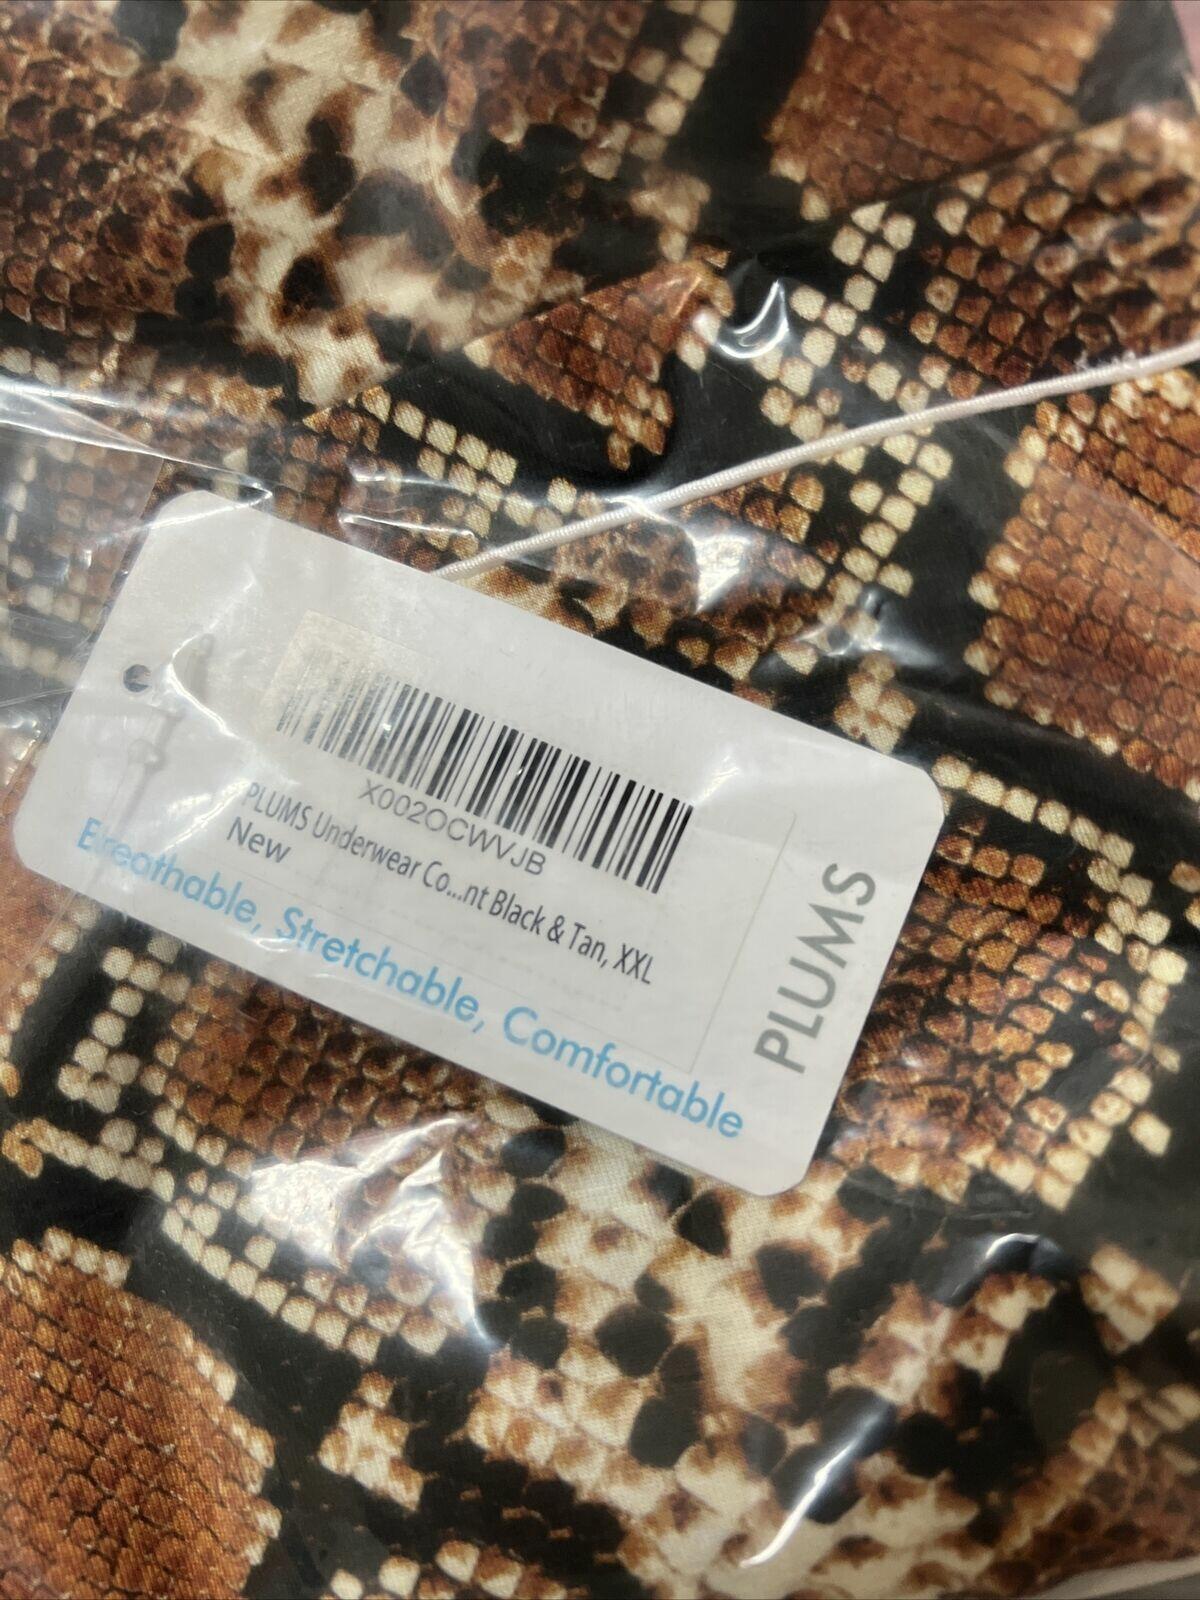 X002OCWVJB
PLUMS Underwear Co...nt Black & Tan, XXL
New
Breathable, Stretchable, Comfortable
PLUMS